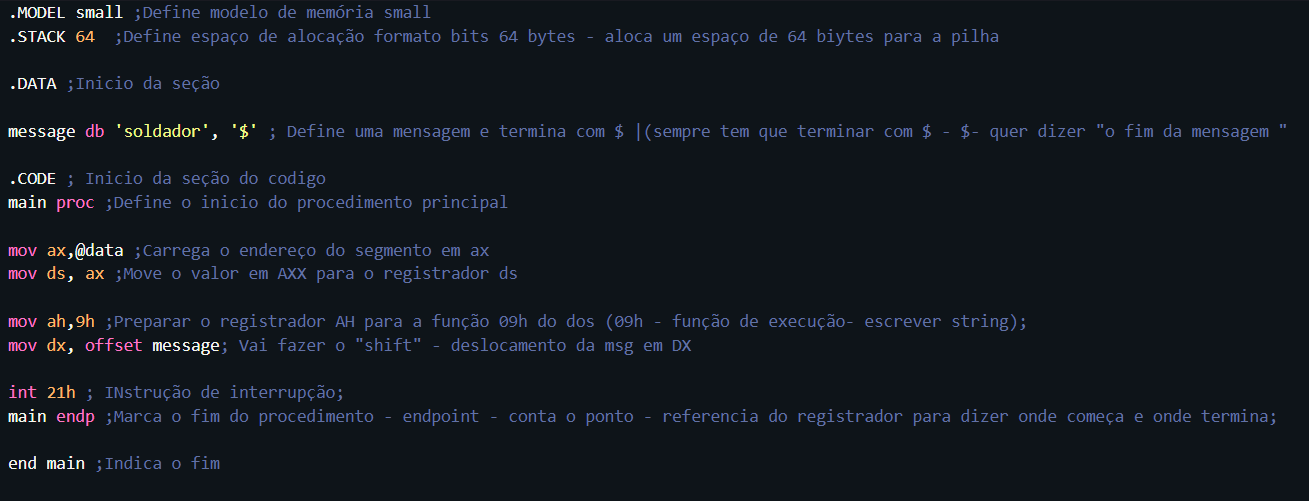 .MODEL small ;Define modelo de memória small
.STACK 64  ;Define espaço de alocação formato bits 64 bytes - aloca um espaço de 64 biytes para a pilha
.DATA ;Inicio da seção
message db 'soldador', '$' ; Define uma mensagem e termina com $ |(sempre tem que terminar com $ - $- quer dizer "o fim da mensagem "
.CODE ; Inicio da seção do codigo
main proc ;Define o inicio do procedimento principal
mov ax,@data ;Carrega o endereço do segmento em ax
mov ds, ax ;Move o valor em AXX para o registrador ds
mov ah,9h ;Preparar o registrador AH para a função 09h do dos (09h - função de execução- escrever string);
mov dx, offset message; Vai fazer o "shift" - deslocamento da msg em DX
int 21h ; INstrução de interrupção;
main endp ;Marca o fim do procedimento - endpoint - conta o ponto - referencia do registrador para dizer onde começa e onde termina;
end main ;Indica o fim